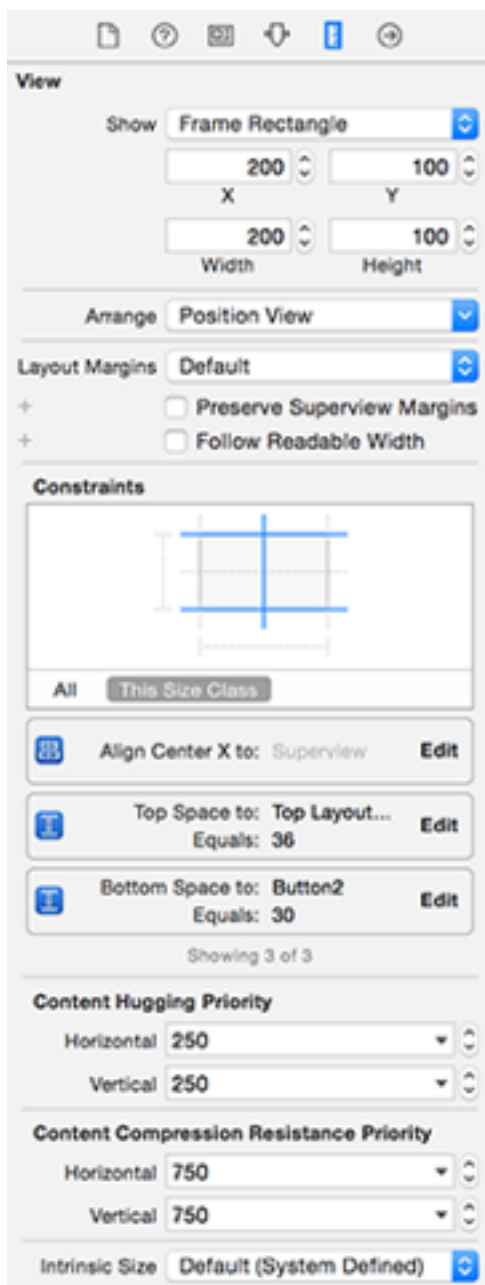 View
Show Frame Rectangle
200 100
X Y
200 100
Width Height
Arrange Position View
Layout Margins Default
+ Preserve Superview Margins
+ Follow Readable Width
Constraints
All This Size Class
Align Center X to: Superview Edit
Top Space to: Top Layout...
Equals: 36 Edit
Bottom Space to: Button2
Equals: 30 Edit
Showing 3 of 3
Content Hugging Priority
Horizontal 250
Vertical 250
Content Compression Resistance Priority
Horizontal 750
Vertical 750
Intrinsic Size Default (System Defined)